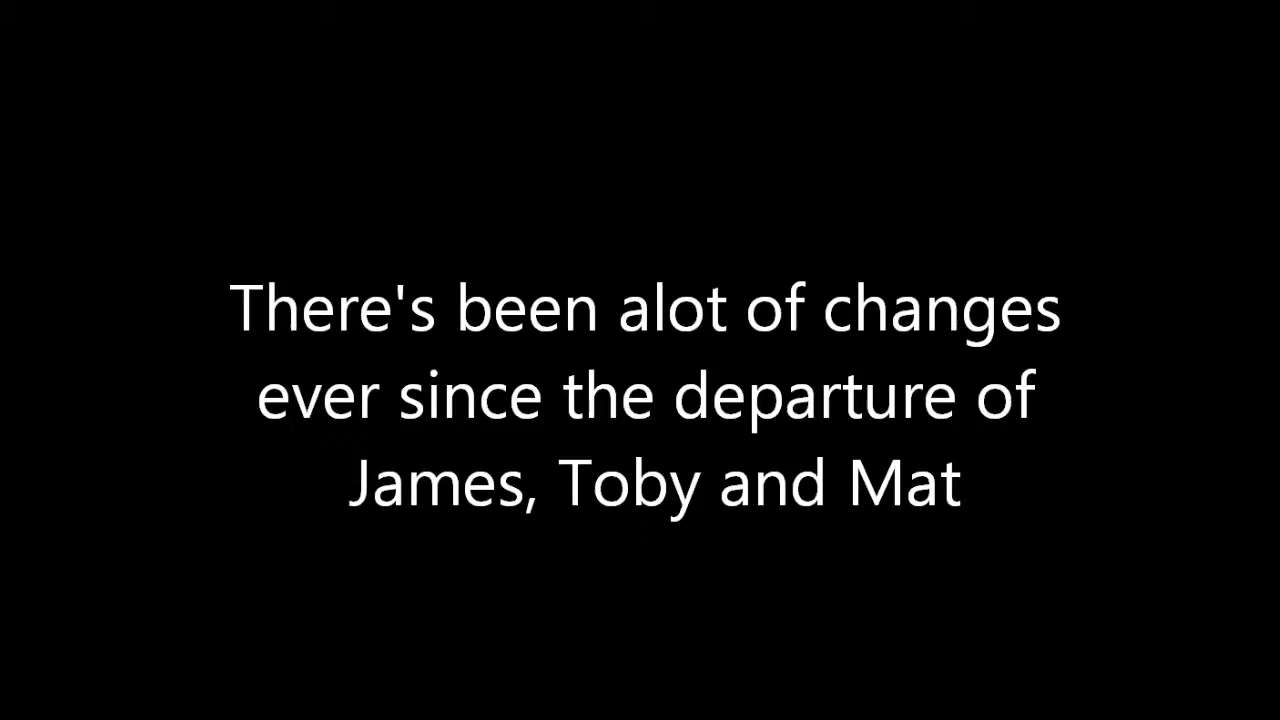 There's been alot of changes
ever since the departure of
James, Toby and Mat